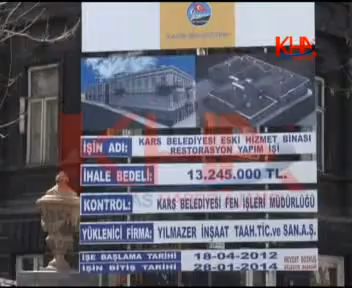 KHA
İŞİN ADI: KARS BELEDİYESİ ESKİ HİZMET BİNASI
RESTORASYON YAPIM İŞİ
İHALE BEDELİ: 13.245.000 TL.
KONTROL: KARS BELEDİYESİ FEN İŞLERİ MÜDÜRLÜĞÜ
YÜKLENİCİ FİRMA: YILMAZER İNŞAAT TAAH.TİC.ve SAN.A.Ş.
İŞE BAŞLAMA TARİHİ 18-04-2012
İŞİN BİTİŞ TARİHİ 28-01-2014